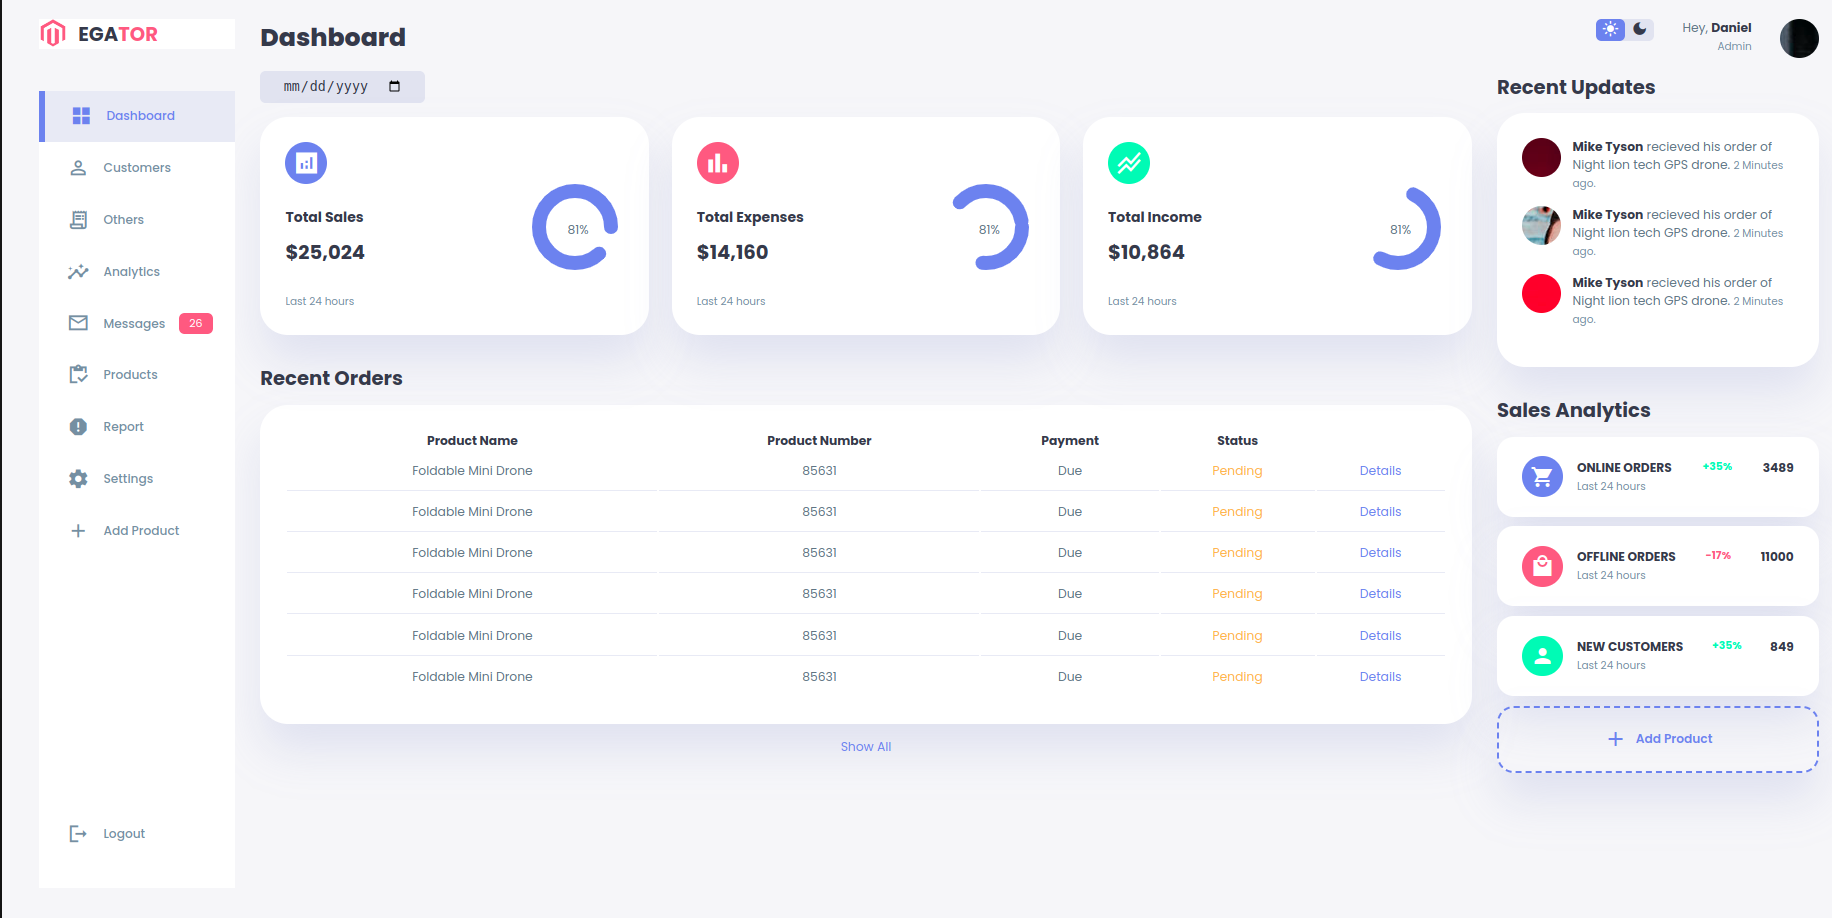 EGATOR
Dashboard
Customers
Others
Analytics
Messages 26
Products
Report
Settings
Add Product
Logout
Dashboard
mm/dd/yyyy
Total Sales
$25,024
81%
Last 24 hours
Total Expenses
$14,160
81%
Last 24 hours
Total Income
$10,864
81%
Last 24 hours
Recent Orders
Product Name Product Number Payment Status
Foldable Mini Drone 85631 Due Pending Details
Foldable Mini Drone 85631 Due Pending Details
Foldable Mini Drone 85631 Due Pending Details
Foldable Mini Drone 85631 Due Pending Details
Foldable Mini Drone 85631 Due Pending Details
Foldable Mini Drone 85631 Due Pending Details
Show All
Hey, Daniel
Admin
Recent Updates
Mike Tyson recieved his order of
Night lion tech GPS drone. 2 Minutes
ago.
Mike Tyson recieved his order of
Night lion tech GPS drone. 2 Minutes
ago.
Mike Tyson recieved his order of
Night lion tech GPS drone. 2 Minutes
ago.
Sales Analytics
ONLINE ORDERS +35% 3489
Last 24 hours
OFFLINE ORDERS -17% 11000
Last 24 hours
NEW CUSTOMERS +35% 849
Last 24 hours
Add Product